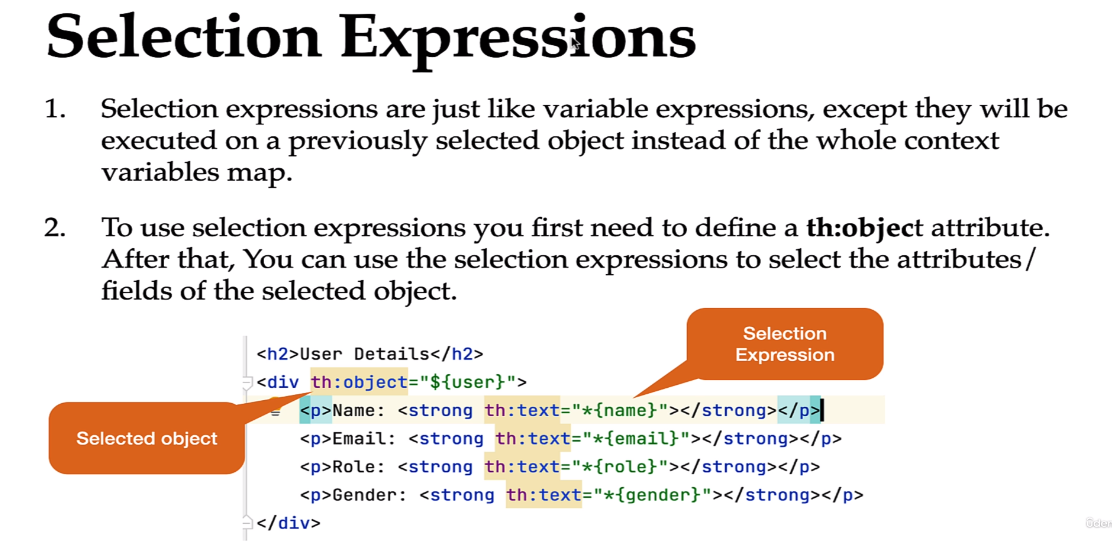 Selection Expressions
1. Selection expressions are just like variable expressions, except they will be
executed on a previously selected object instead of the whole context
variables map.
2. To use selection expressions you first need to define a th:object attribute.
After that, You can use the selection expressions to select the attributes/
fields of the selected object.
Selection
Expression
<h2>User Details</h2>
<div th:object="${user}">
<p>Name: <strong th:text="*{name}"></strong></p>
Selected object
<p>Email: <strong th:text="*{email}"></strong></p>
<p>Role: <strong th:text="*{role}"></strong></p>
<p>Gender: <strong th:text="*{gender}"></strong></p>
</div>